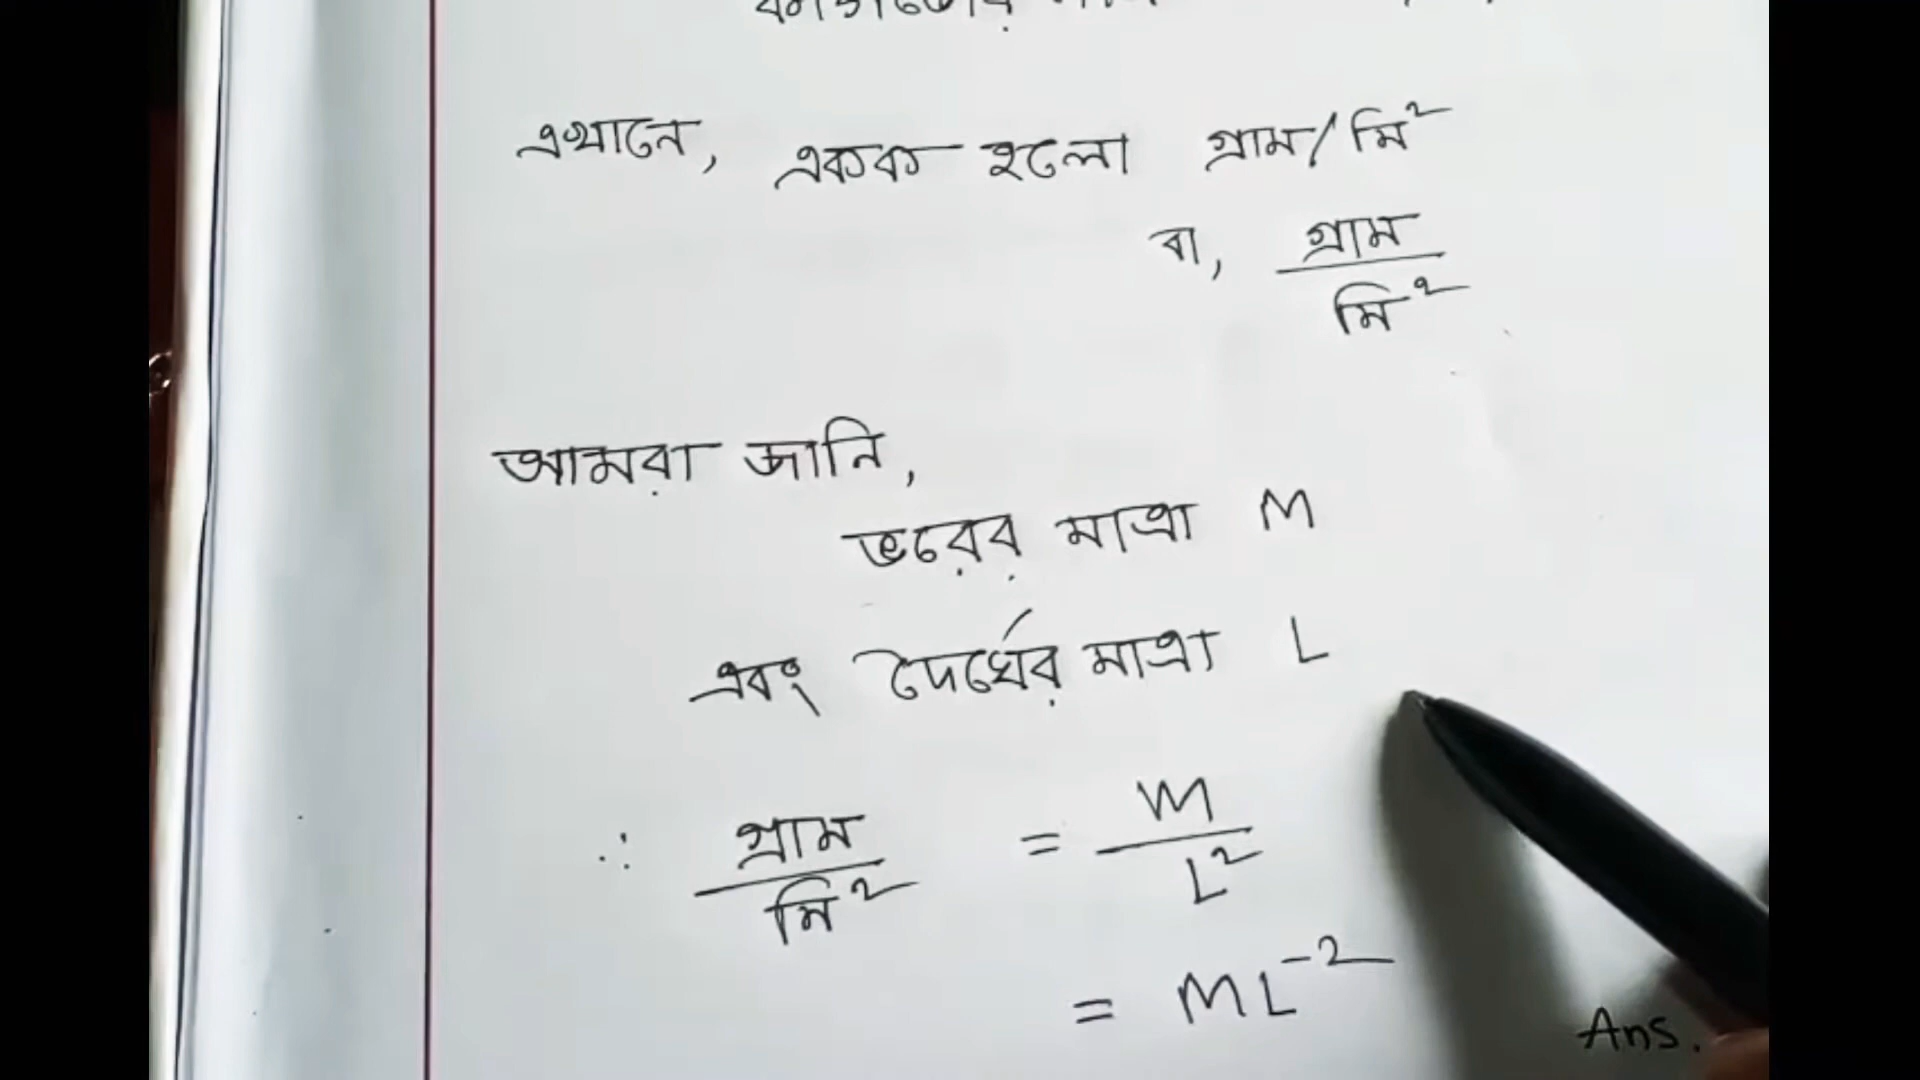 এখানে, একক হলো গ্রাম/মি²
বা, গ্রাম/মি²
আমরা জানি,
ভরের মাত্রা M
এবং দৈর্ঘের মাত্রা L
∴ গ্রাম/মি² = M/L²
= ML⁻²
Ans.